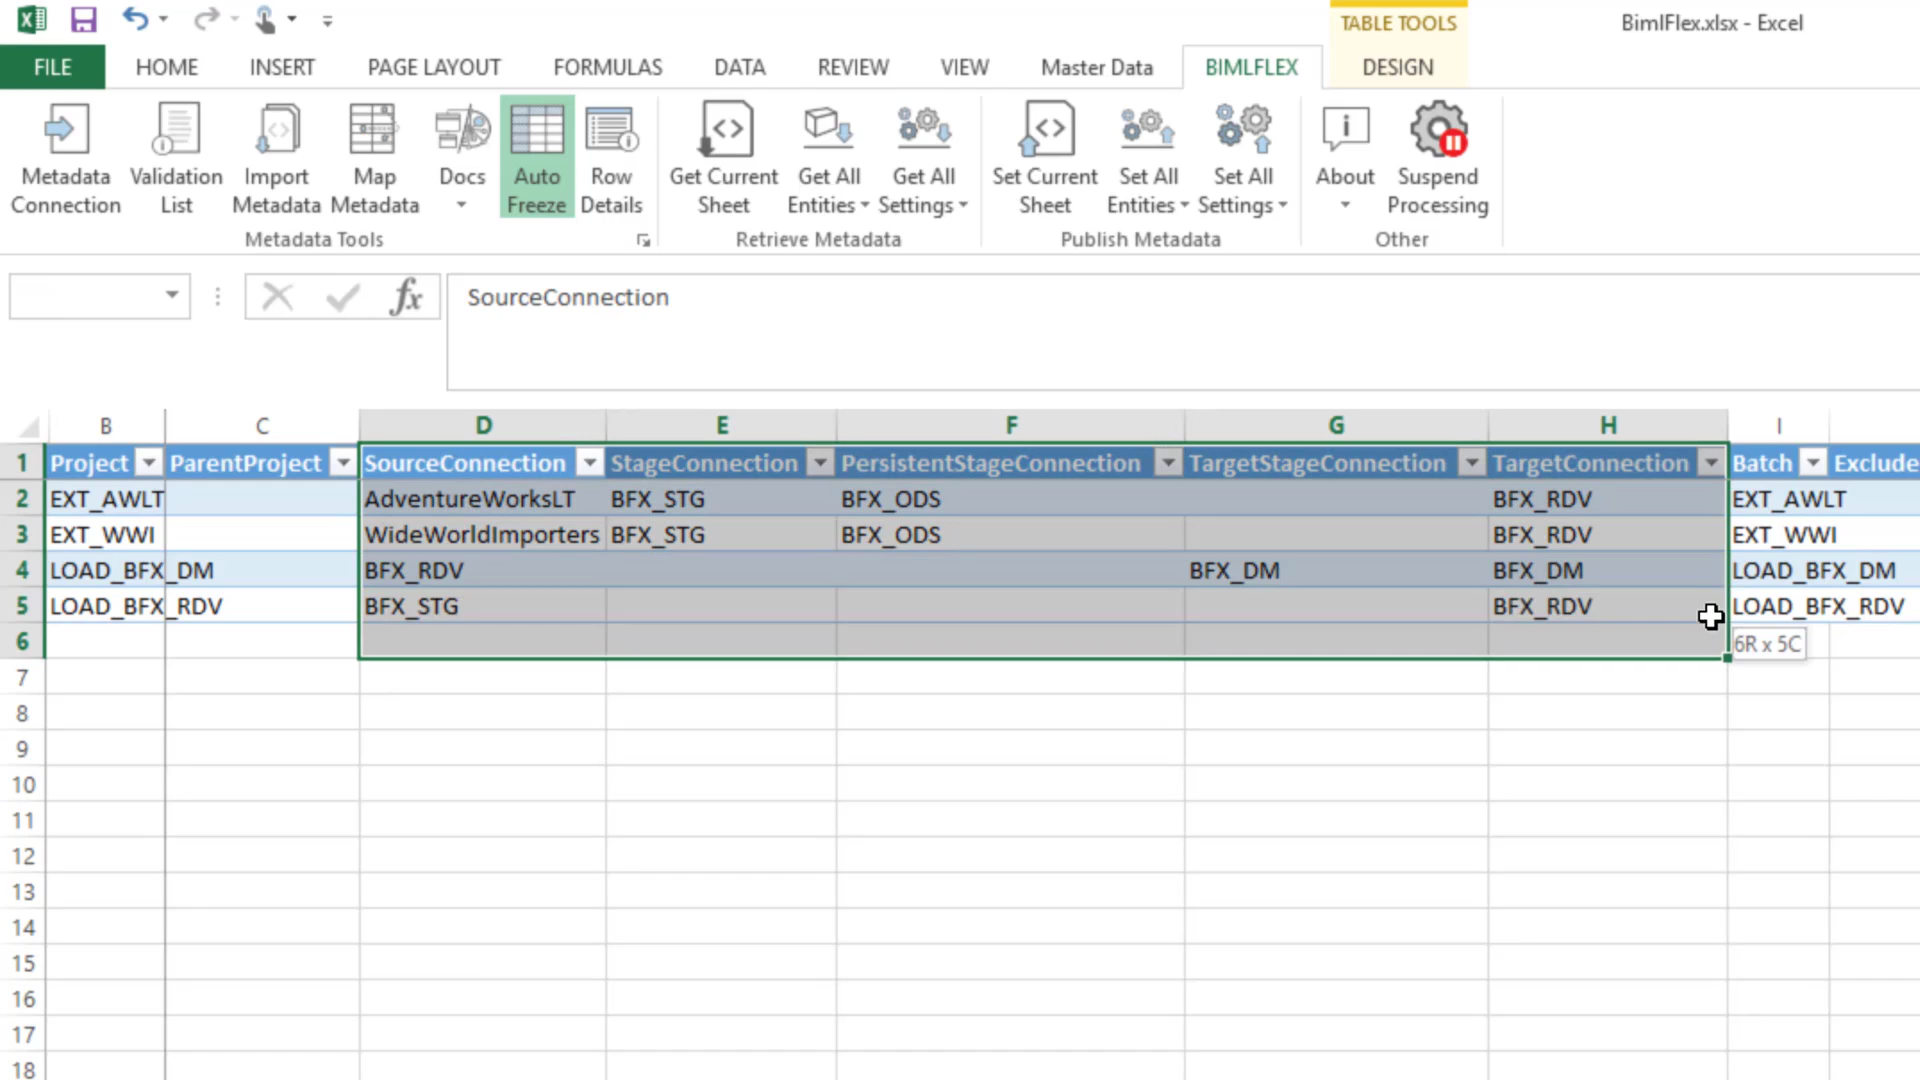 TABLE TOOLS
BimlFlex.xlsx - Excel
FILE HOME INSERT PAGE LAYOUT FORMULAS DATA REVIEW VIEW Master Data BIMLFLEX DESIGN
Metadata Connection
Validation List
Import Metadata
Map Metadata
Docs
Auto Freeze
Row Details
Get Current Sheet
Get All Entities
Get All Settings
Set Current Sheet
Set All Entities
Set All Settings
About
Suspend Processing
Metadata Tools Retrieve Metadata Publish Metadata Other
fx SourceConnection
B C D E F G H I
1 Project ParentProject SourceConnection StageConnection PersistentStageConnection TargetStageConnection TargetConnection Batch Exclude
2 EXT_AWLT AdventureWorksLT BFX_STG BFX_ODS BFX_RDV EXT_AWLT
3 EXT_WWI WideWorldImporters BFX_STG BFX_ODS BFX_RDV EXT_WWI
4 LOAD_BFX_DM BFX_RDV BFX_DM BFX_DM LOAD_BFX_DM
5 LOAD_BFX_RDV BFX_STG BFX_RDV LOAD_BFX_RDV
6 6R x 5C
7
8
9
10
11
12
13
14
15
16
17
18